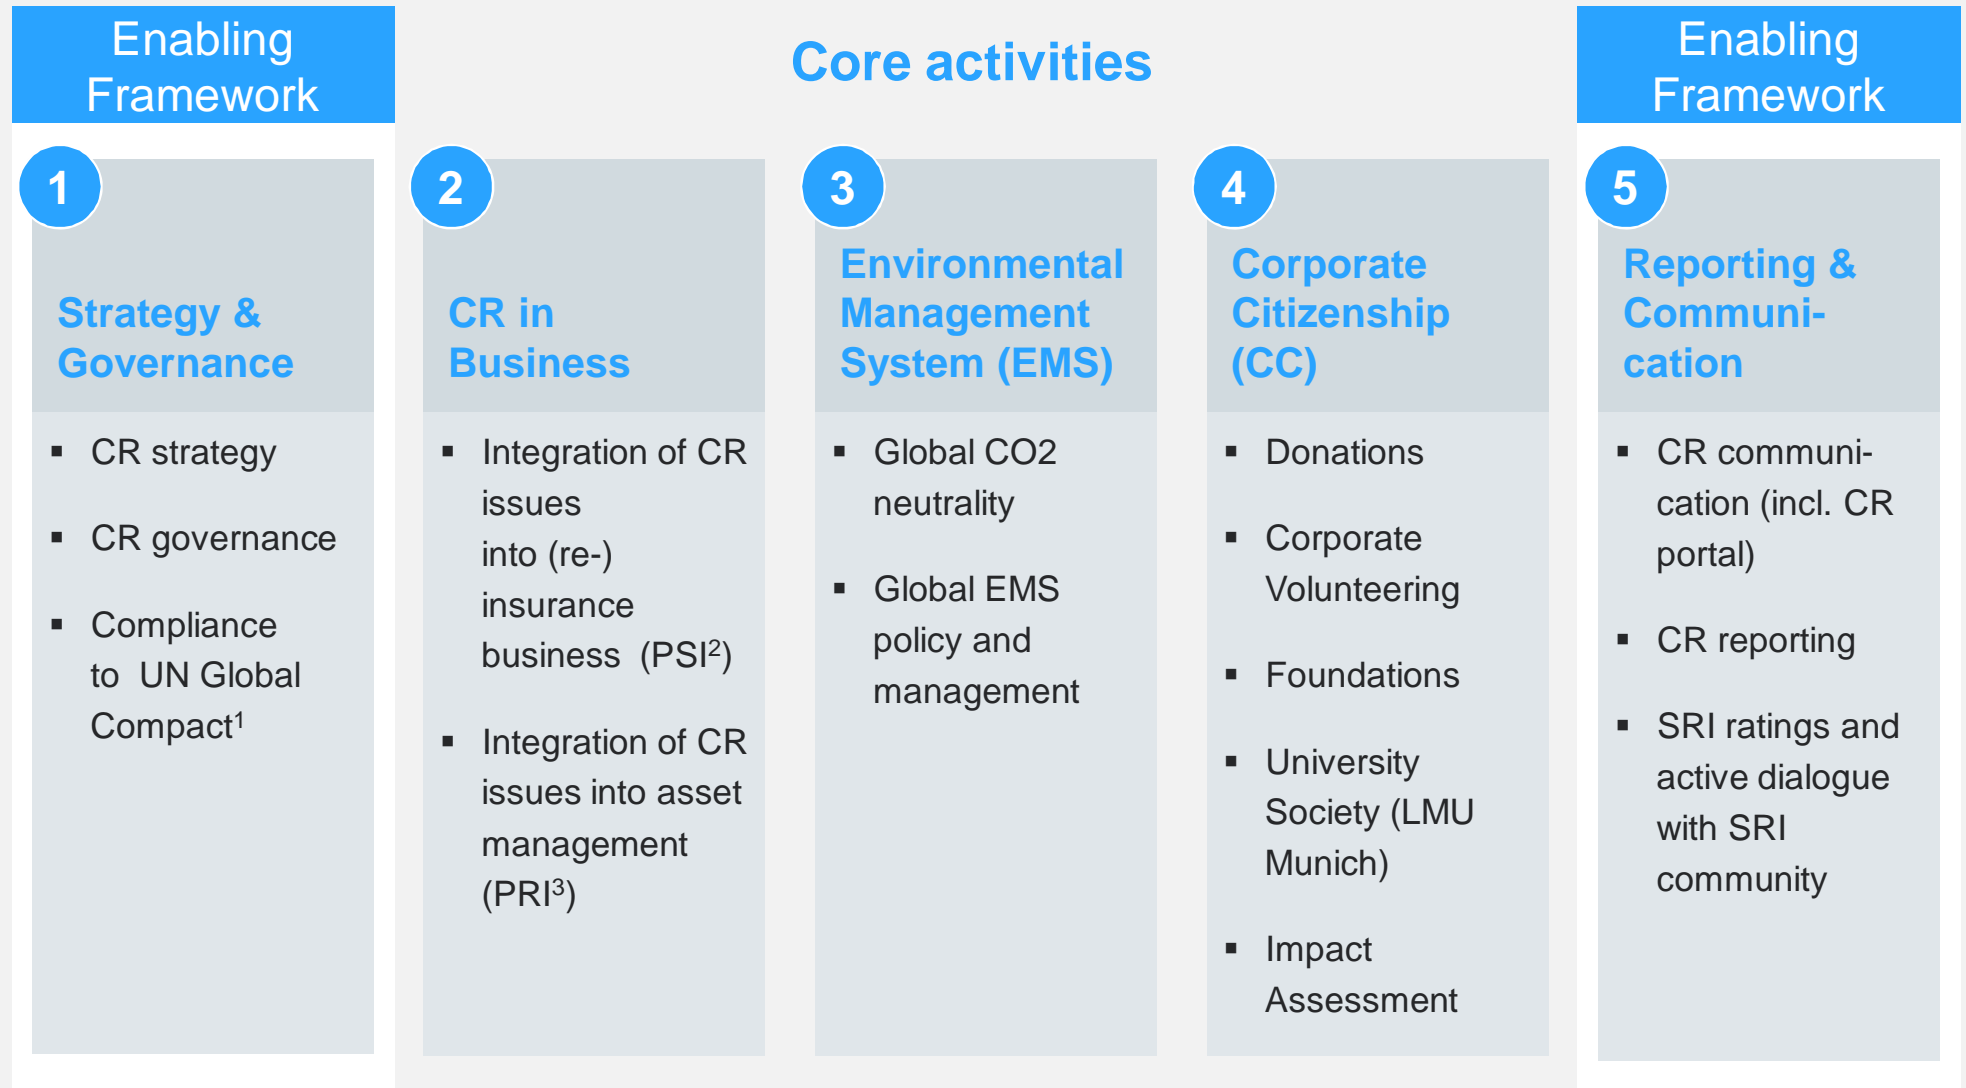 Enabling
Framework
Core activities
Enabling
Framework
1
Strategy &
Governance
▪ CR strategy
▪ CR governance
▪ Compliance
to UN Global
Compact¹
2
CR in
Business
▪ Integration of CR
issues
into (re-)
insurance
business (PSI²)
▪ Integration of CR
issues into asset
management
(PRI³)
3
Environmental
Management
System (EMS)
▪ Global CO2
neutrality
▪ Global EMS
policy and
management
4
Corporate
Citizenship
(CC)
▪ Donations
▪ Corporate
Volunteering
▪ Foundations
▪ University
Society (LMU
Munich)
▪ Impact
Assessment
5
Reporting &
Communi-
cation
▪ CR communi-
cation (incl. CR
portal)
▪ CR reporting
▪ SRI ratings and
active dialogue
with SRI
community